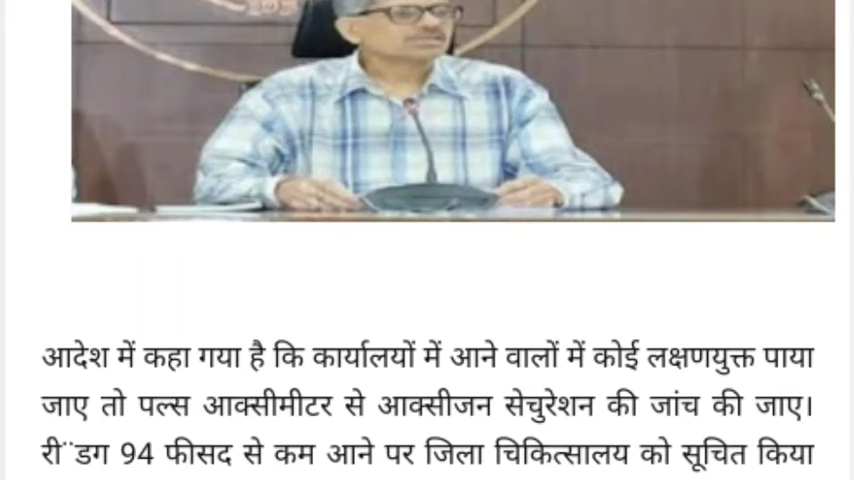 आदेश में कहा गया है कि कार्यालयों में आने वालों में कोई लक्षणयुक्त पाया
जाए तो पल्स आक्सीमीटर से आक्सीजन सेचुरेशन की जांच की जाए।
री¨डग 94 फीसद से कम आने पर जिला चिकित्सालय को सूचित किया